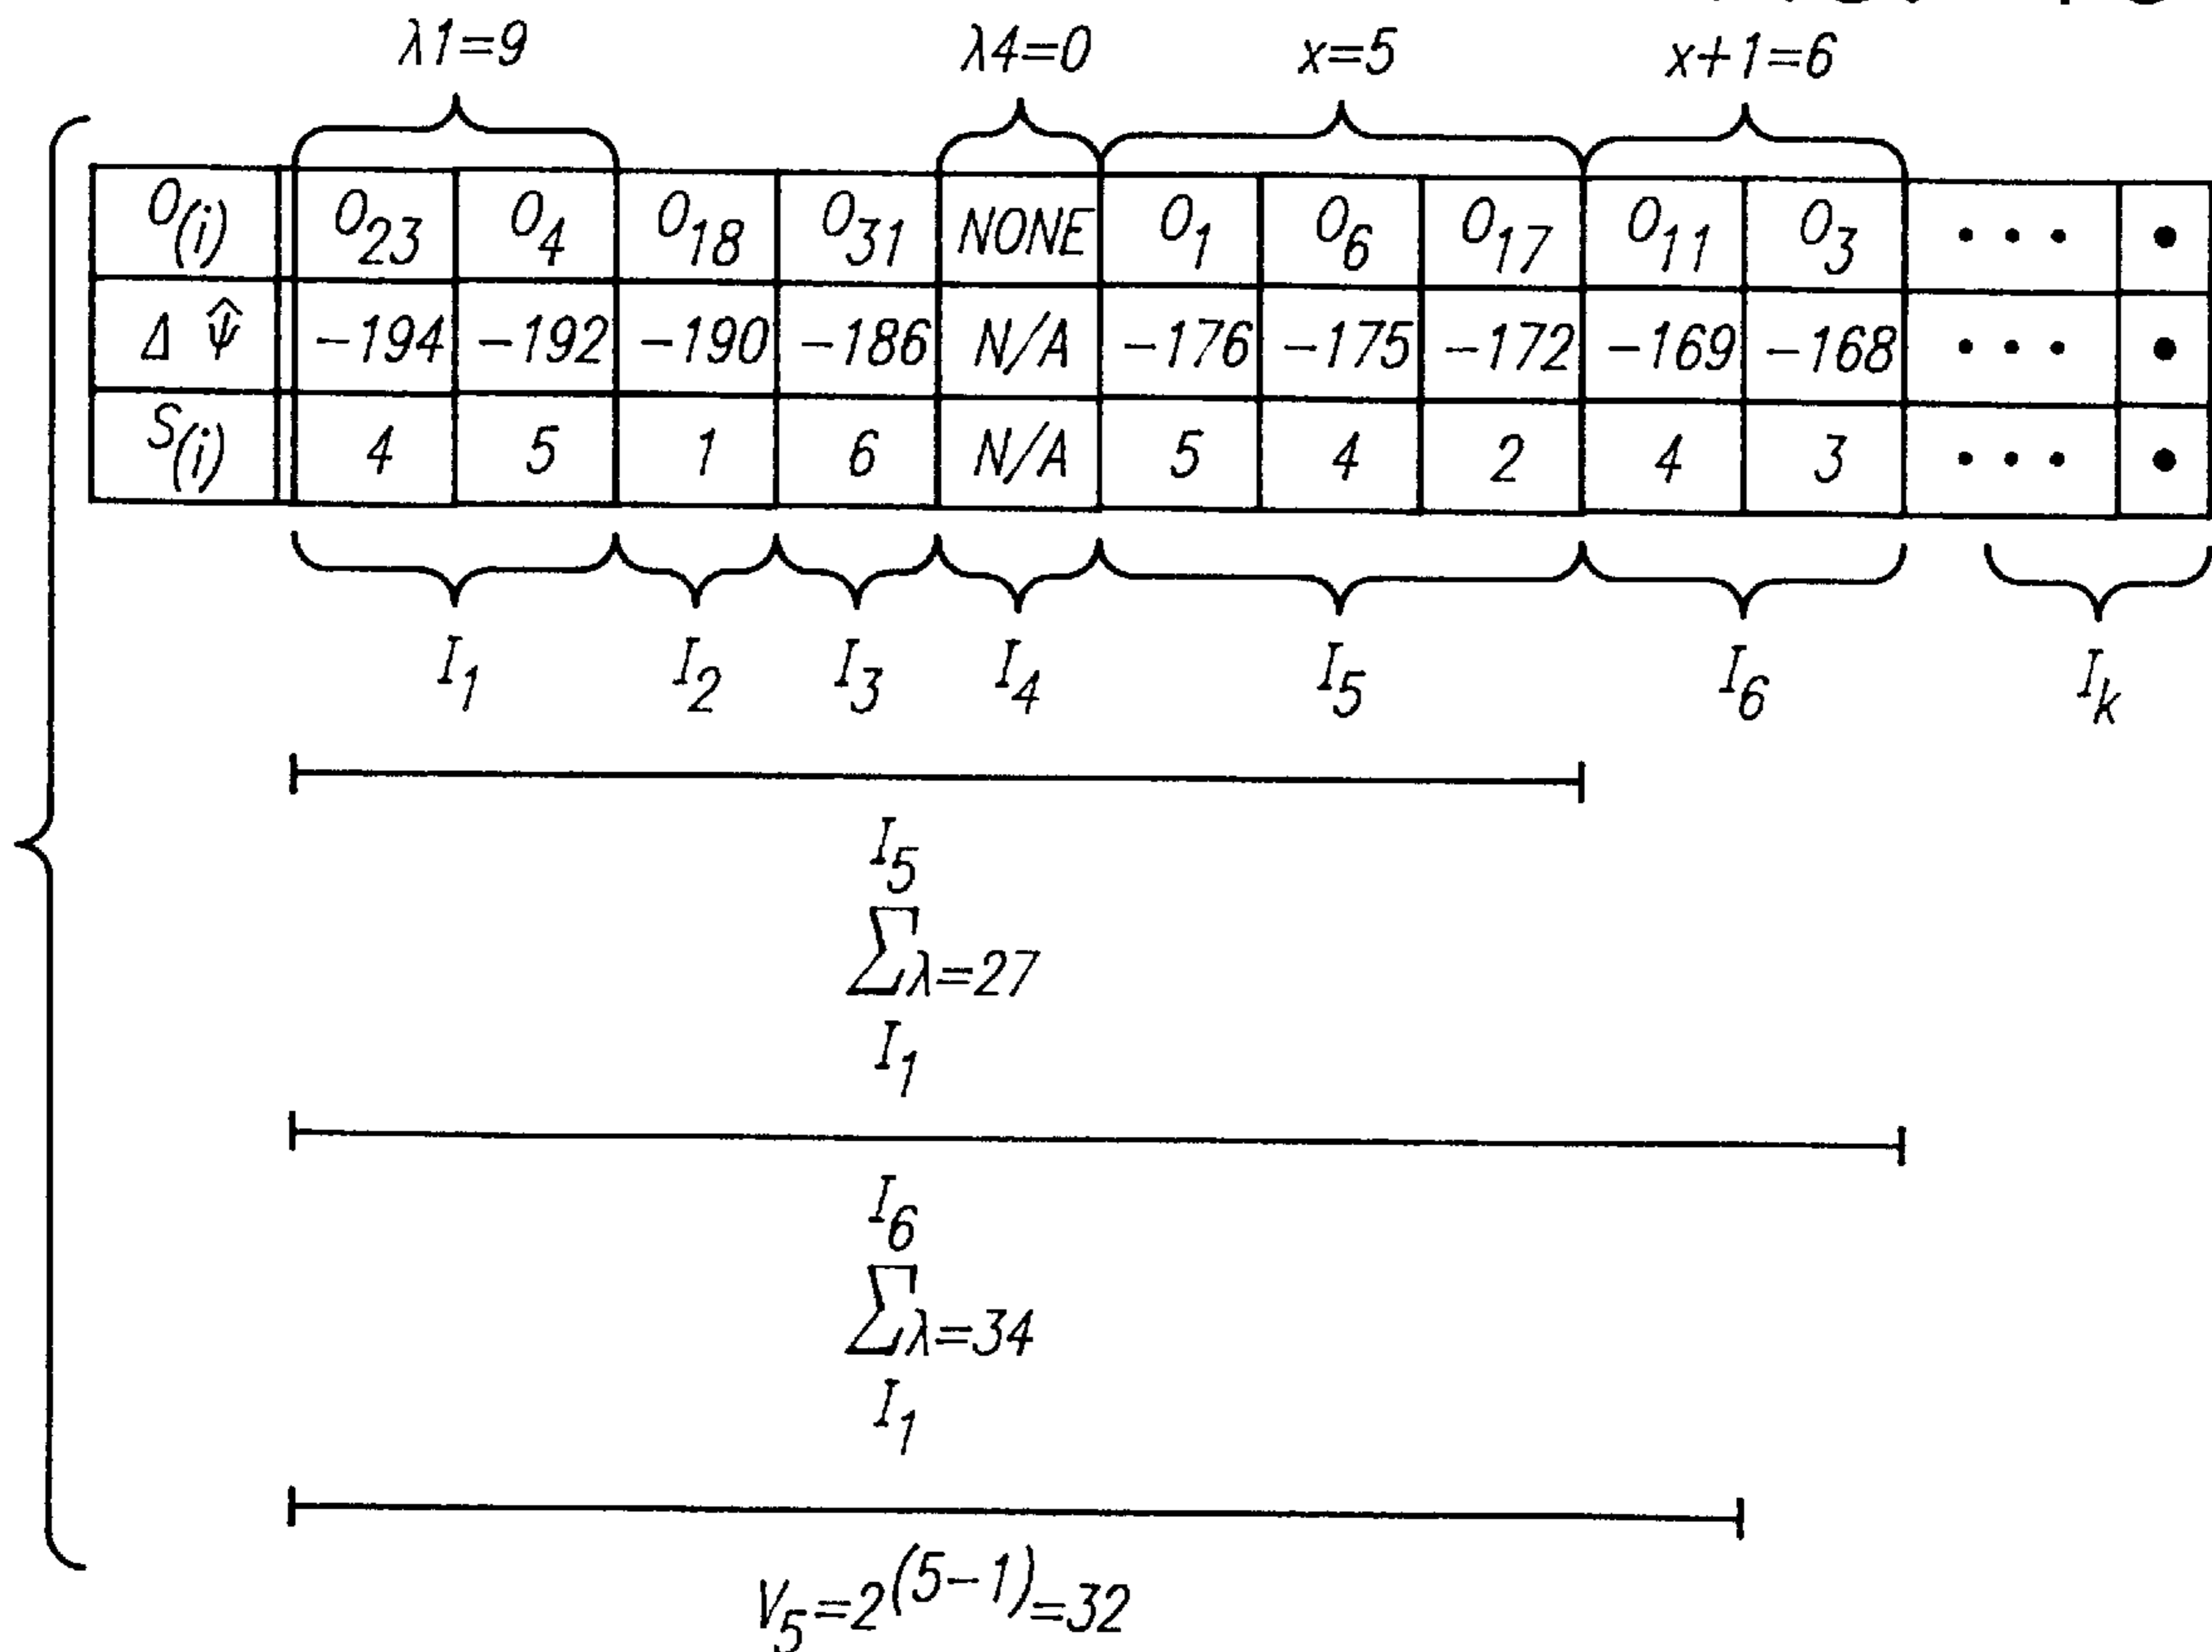 λ1=9 λ4=0 x=5 x+1=6
O(i) O23 O4 O18 O31 NONE O1 O6 O17 O11 O3 • • • •
Δ ψ̂ -194 -192 -190 -186 N/A -176 -175 -172 -169 -168 • • • •
S(i) 4 5 1 6 N/A 5 4 2 4 3 • • • •
I1 I2 I3 I4 I5 I6 Ik
I5
∑λ=27
I1
I6
∑λ=34
I1
V5=2(5-1)=32